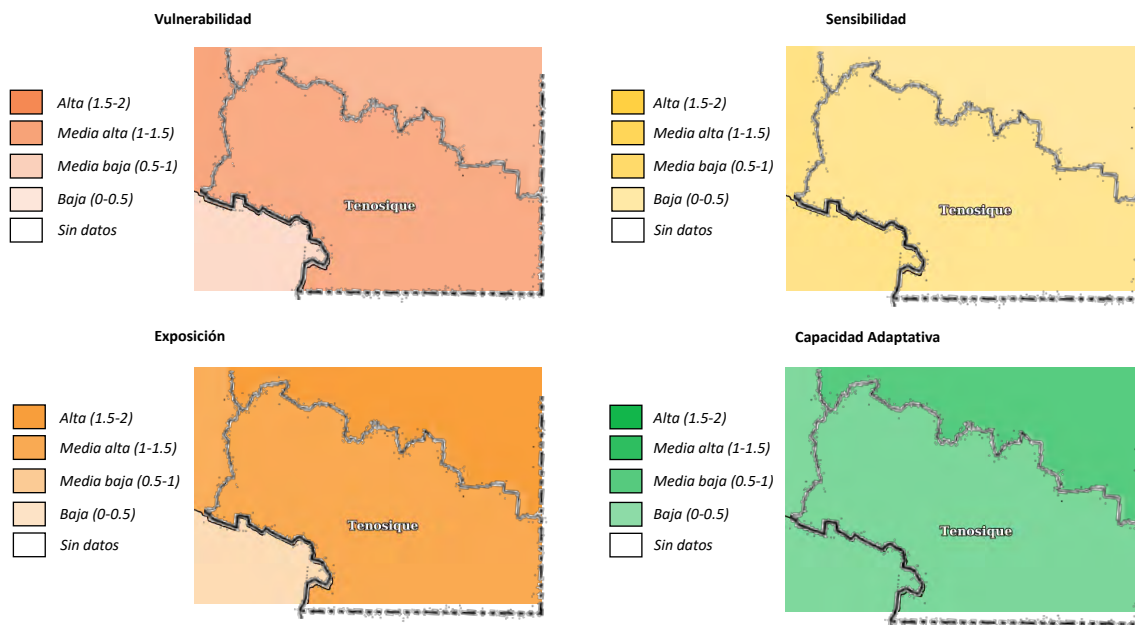 Vulnerabilidad
Alta (1.5-2)
Media alta (1-1.5)
Media baja (0.5-1)
Baja (0-0.5)
Sin datos
Tenosique
Sensibilidad
Alta (1.5-2)
Media alta (1-1.5)
Media baja (0.5-1)
Baja (0-0.5)
Sin datos
Tenosique
Exposición
Alta (1.5-2)
Media alta (1-1.5)
Media baja (0.5-1)
Baja (0-0.5)
Sin datos
Tenosique
Capacidad Adaptativa
Alta (1.5-2)
Media alta (1-1.5)
Media baja (0.5-1)
Baja (0-0.5)
Sin datos
Tenosique